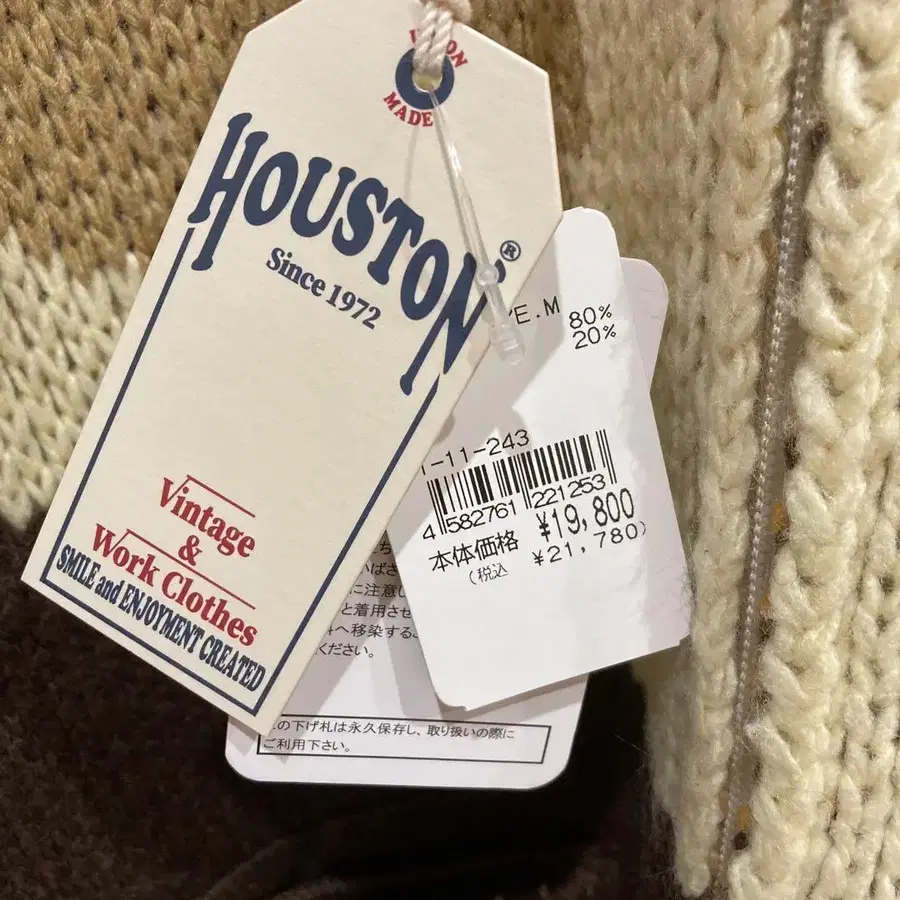 MADE
HOUSTON®
Since 1972
Vintage
&
Work Clothes
SMILE and ENJOYMENT CREATED
E.M
80%
20%
-11-243
4 582761 221253
本体価格 ¥19,800
(税込 ¥21,780)
に注意
と着用させ
へ移染する
ください。
の下げ札は永久保存し、取り扱いの際に
ご利用下さい。